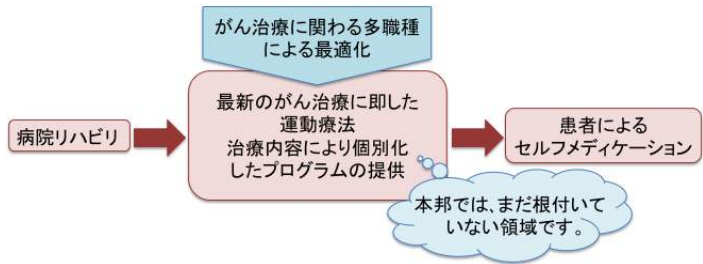 がん治療に関わる多職種
による最適化
病院リハビリ
最新のがん治療に即した
運動療法
治療内容により個別化
したプログラムの提供
患者による
セルフメディケーション
本邦では、まだ根付いて
いない領域です。